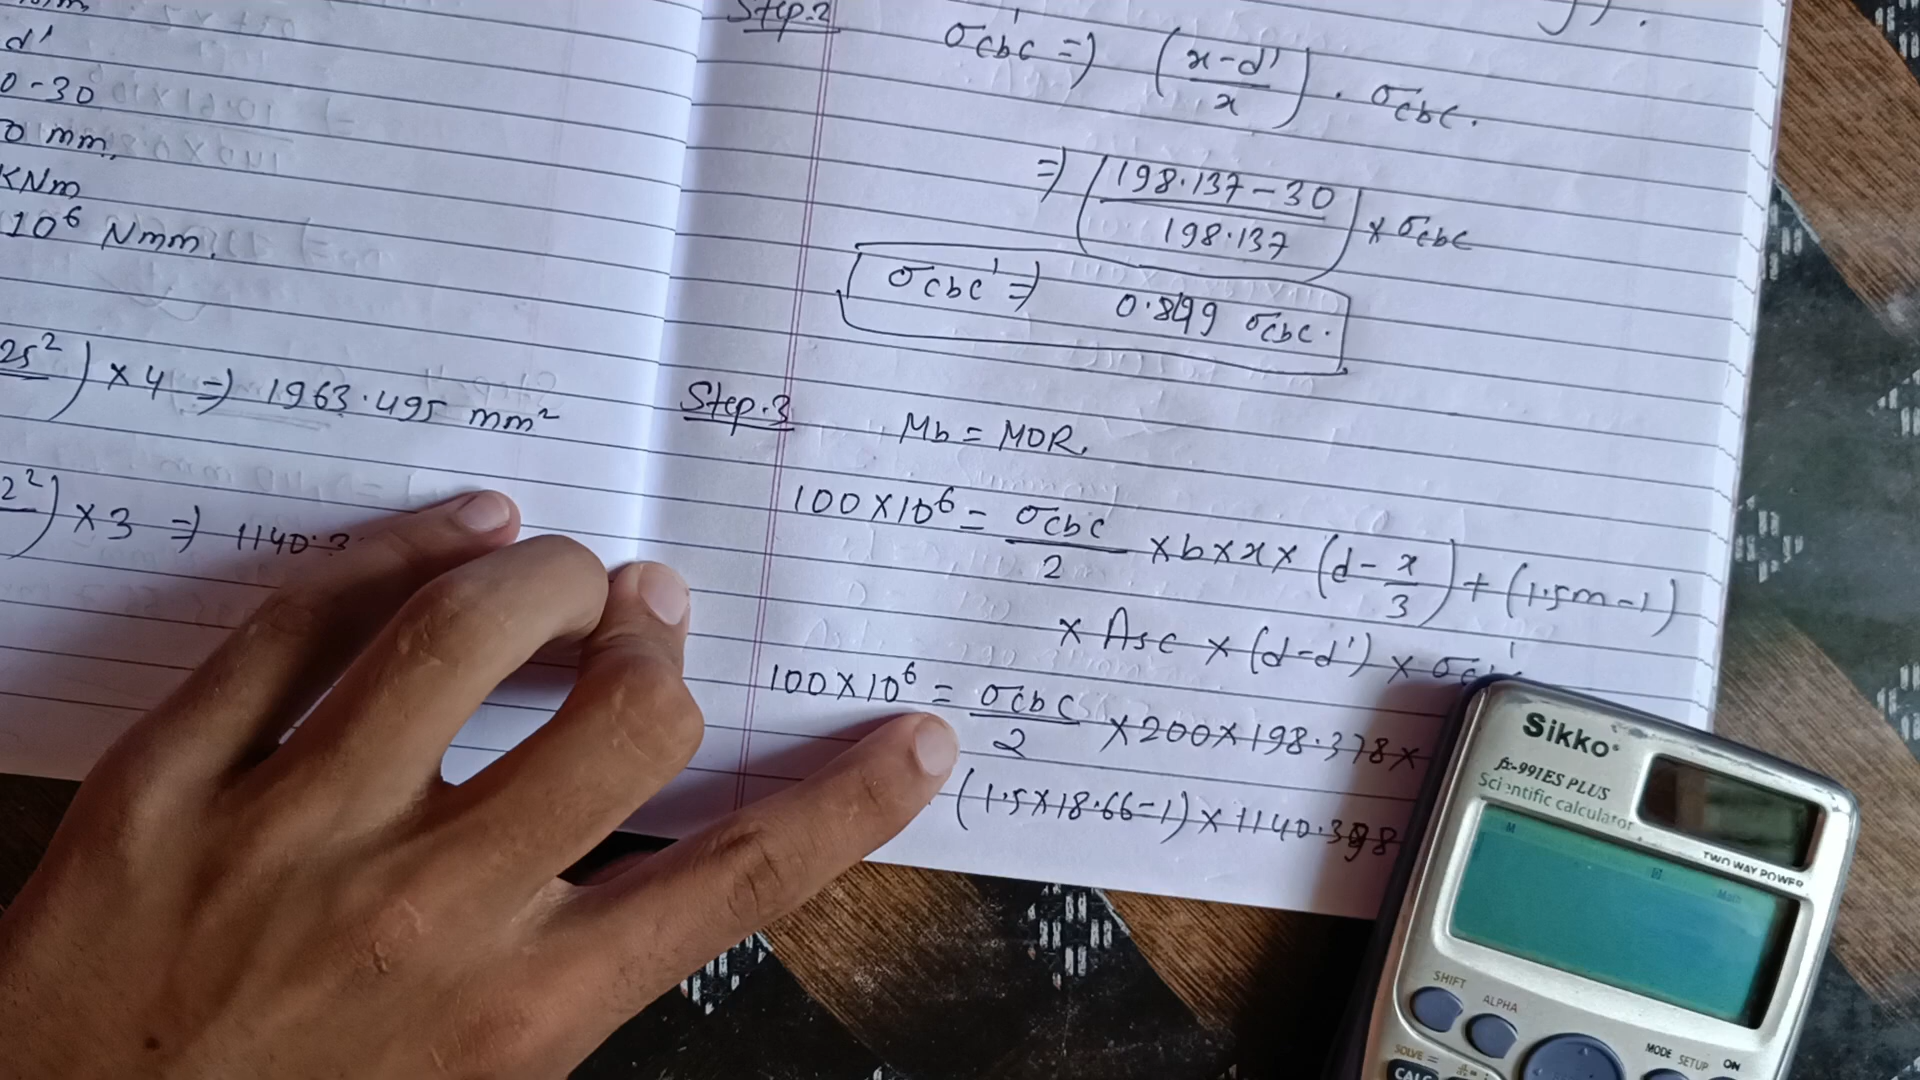 d'
0-30
0 mm.
KNm
10⁶ Nmm.
25²) × 4 ⇒ 1963.495 mm²
2²) × 3 ⇒ 1140.3
Step.2
σcbc' ⇒ (x-d'/x) . σcbc.
⇒ (198.137-30/198.137) × σcbc
σcbc' ⇒ 0.849 σcbc.
Step.3
Mb = MOR.
100×10⁶ = σcbc/2 ×b×x× (d-x/3) + (1.5m-1)
× Asc × (d-d') ×
100×10⁶ = σcbc/2 ×200×198.378×
(1.5×18.66-1)×1140.398
Sikko
fx-991ES PLUS
Scientific calculator
TWO WAY POWER
M
D
Math
SHIFT
ALPHA
MODE SETUP ON
SOLVE =
CALC